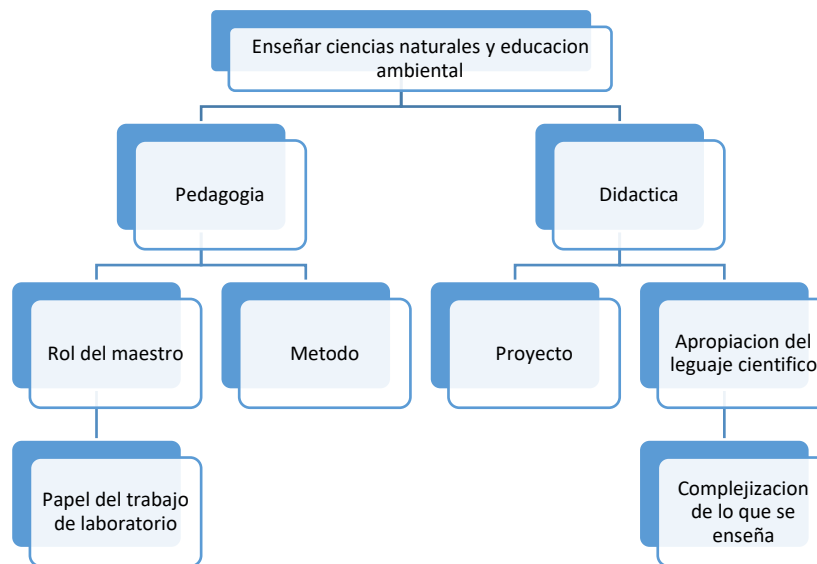 Enseñar ciencias naturales y educacion
ambiental
Pedagogia
Didactica
Rol del maestro
Metodo
Proyecto
Apropiacion del
leguaje cientifico
Papel del trabajo
de laboratorio
Complejizacion
de lo que se
enseña